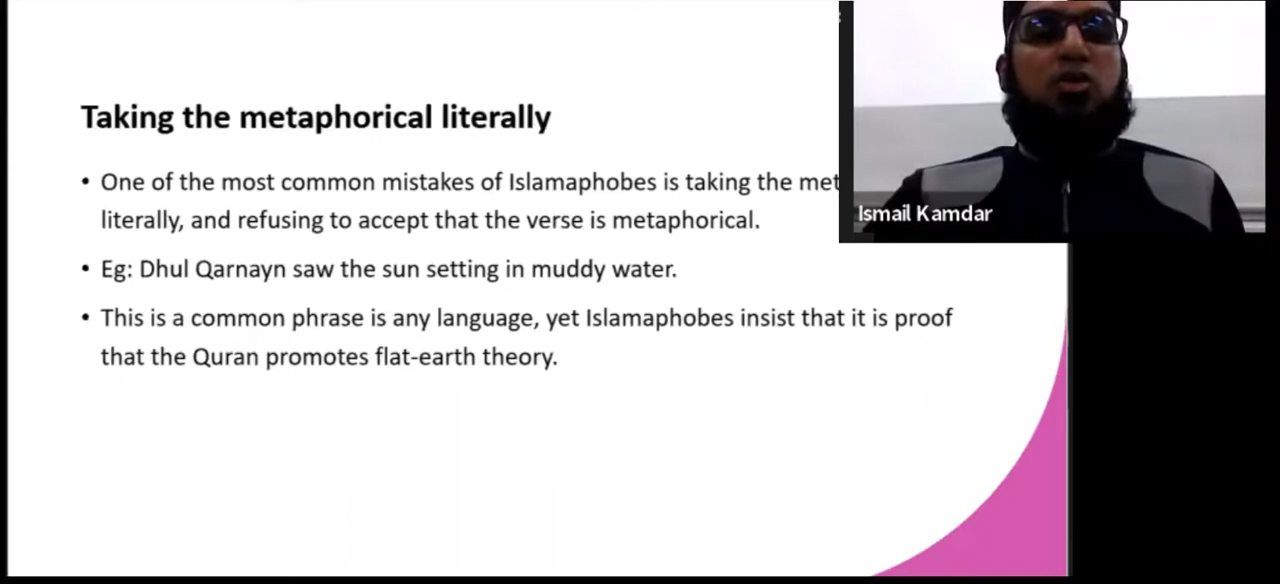 Taking the metaphorical literally
• One of the most common mistakes of Islamaphobes is taking the met
literally, and refusing to accept that the verse is metaphorical.
• Eg: Dhul Qarnayn saw the sun setting in muddy water.
• This is a common phrase is any language, yet Islamaphobes insist that it is proof
that the Quran promotes flat-earth theory.
Ismail Kamdar